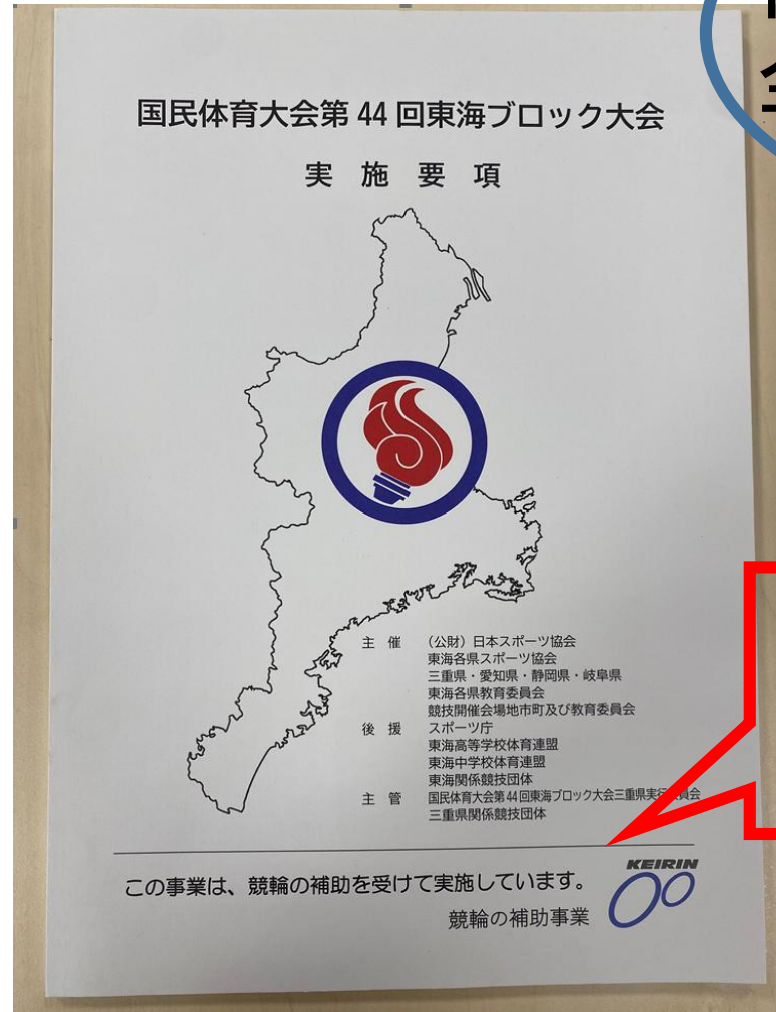 国民体育大会第 44 回東海ブロック大会
実 施 要 項
主 催 (公財) 日本スポーツ協会
東海各県スポーツ協会
三重県・愛知県・静岡県・岐阜県
東海各県教育委員会
競技開催会場地市町及び教育委員会
後 援 スポーツ庁
東海高等学校体育連盟
東海中学校体育連盟
東海関係競技団体
主 管 国民体育大会第44回東海ブロック大会三重県実行委員会
三重県関係競技団体
この事業は、競輪の補助を受けて実施しています。
競輪の補助事業
KEIRIN